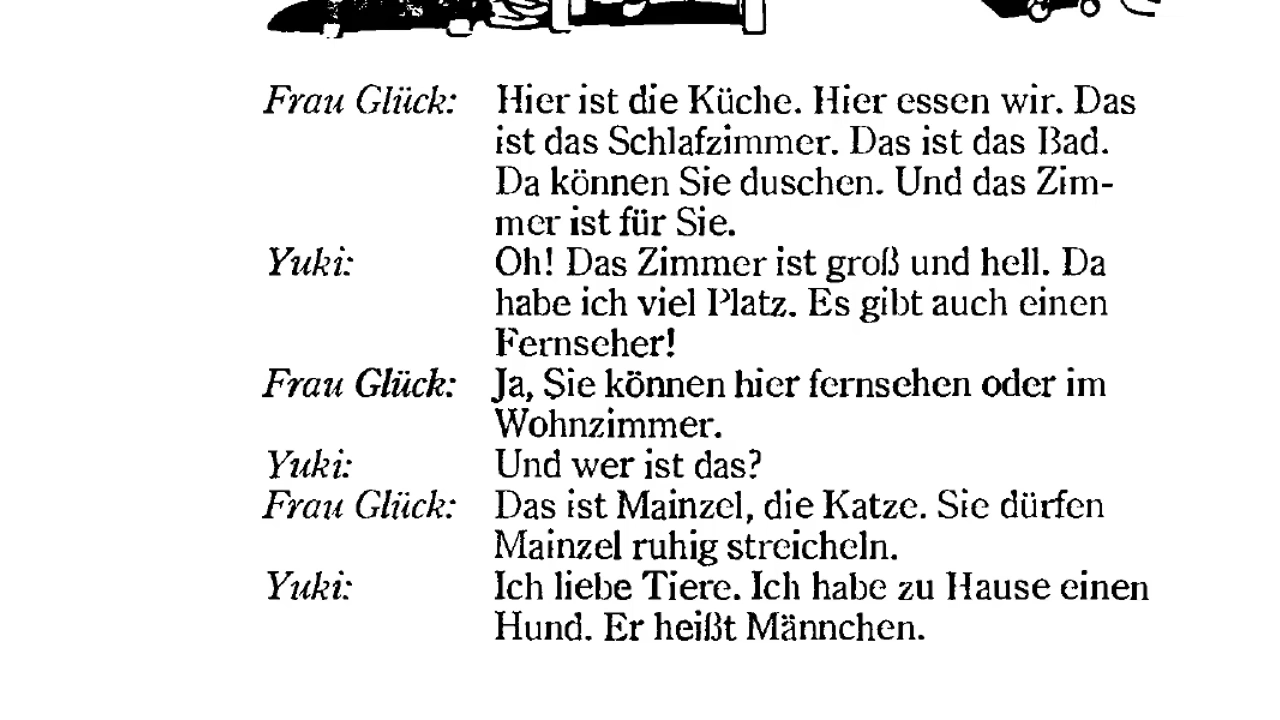 Frau Glück: Hier ist die Küche. Hier essen wir. Das
ist das Schlafzimmer. Das ist das Bad.
Da können Sie duschen. Und das Zim-
mer ist für Sie.
Yuki: Oh! Das Zimmer ist groß und hell. Da
habe ich viel Platz. Es gibt auch einen
Fernseher!
Frau Glück: Ja, Sie können hier fernsehen oder im
Wohnzimmer.
Yuki: Und wer ist das?
Frau Glück: Das ist Mainzel, die Katze. Sie dürfen
Mainzel ruhig streicheln.
Yuki: Ich liebe Tiere. Ich habe zu Hause einen
Hund. Er heißt Männchen.